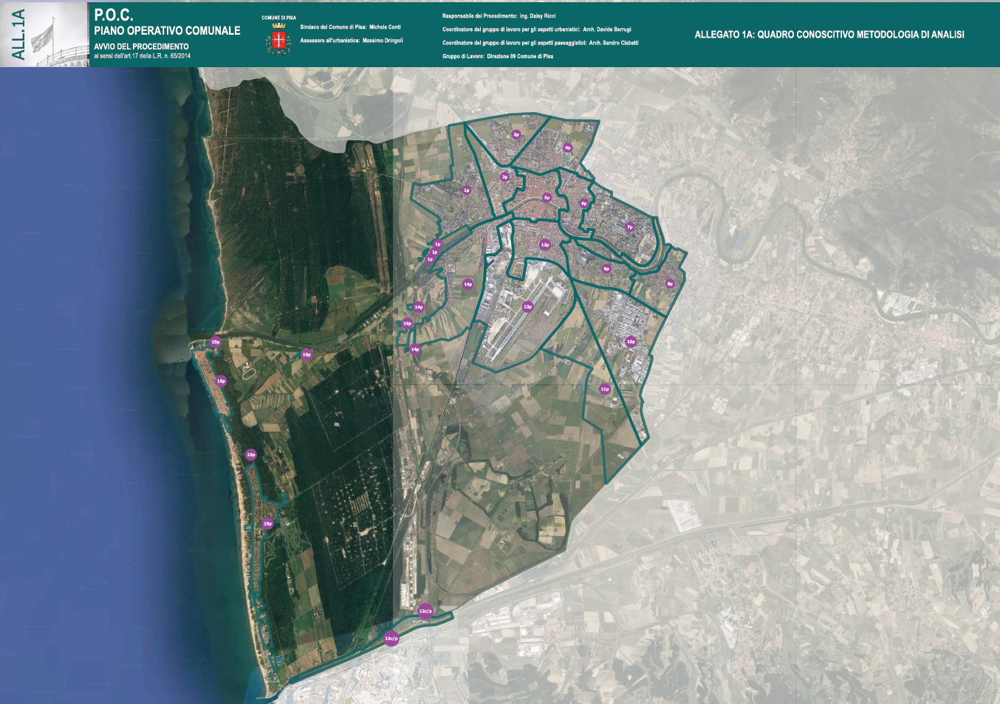 ALL.1A
P.O.C.
PIANO OPERATIVO COMUNALE
AVVIO DEL PROCEDIMENTO
ai sensi dell'art.17 della L.R. n. 65/2014
COMUNE DI PISA
Sindaco del Comune di Pisa: Michele Conti
Assessore all'urbanistica: Massimo Dringoli
Responsabile del Procedimento: Ing. Daisy Ricci
Coordinatore del gruppo di lavoro per gli aspetti urbanistici: Arch. Davide Berrugi
Coordinatore del gruppo di lavoro per gli aspetti paesaggistici: Arch. Sandro Ciabatti
Gruppo di Lavoro: Direzione 09 Comune di Pisa
ALLEGATO 1A: QUADRO CONOSCITIVO METODOLOGIA DI ANALISI
3p
4p
2p
1p
5p
6p
7p
1p
1p
1p
12p
9p
8p
14p
14p
13p
14p
14p
10p
15p
15p
15p
11p
15p
15p
12c/p
12c/p